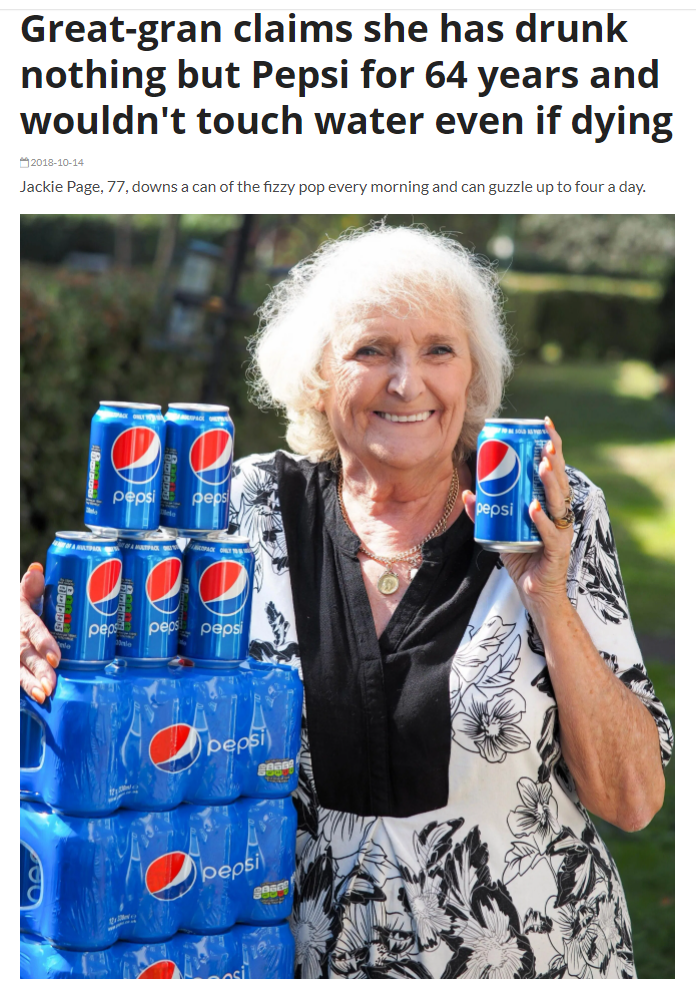 Great-gran claims she has drunk
nothing but Pepsi for 64 years and
wouldn't touch water even if dying
2018-10-14
Jackie Page, 77, downs a can of the fizzy pop every morning and can guzzle up to four a day.
pepsi
pepsi
pepsi
pepsi
pepsi
pepsi
pepsi
pepsi
pepsi